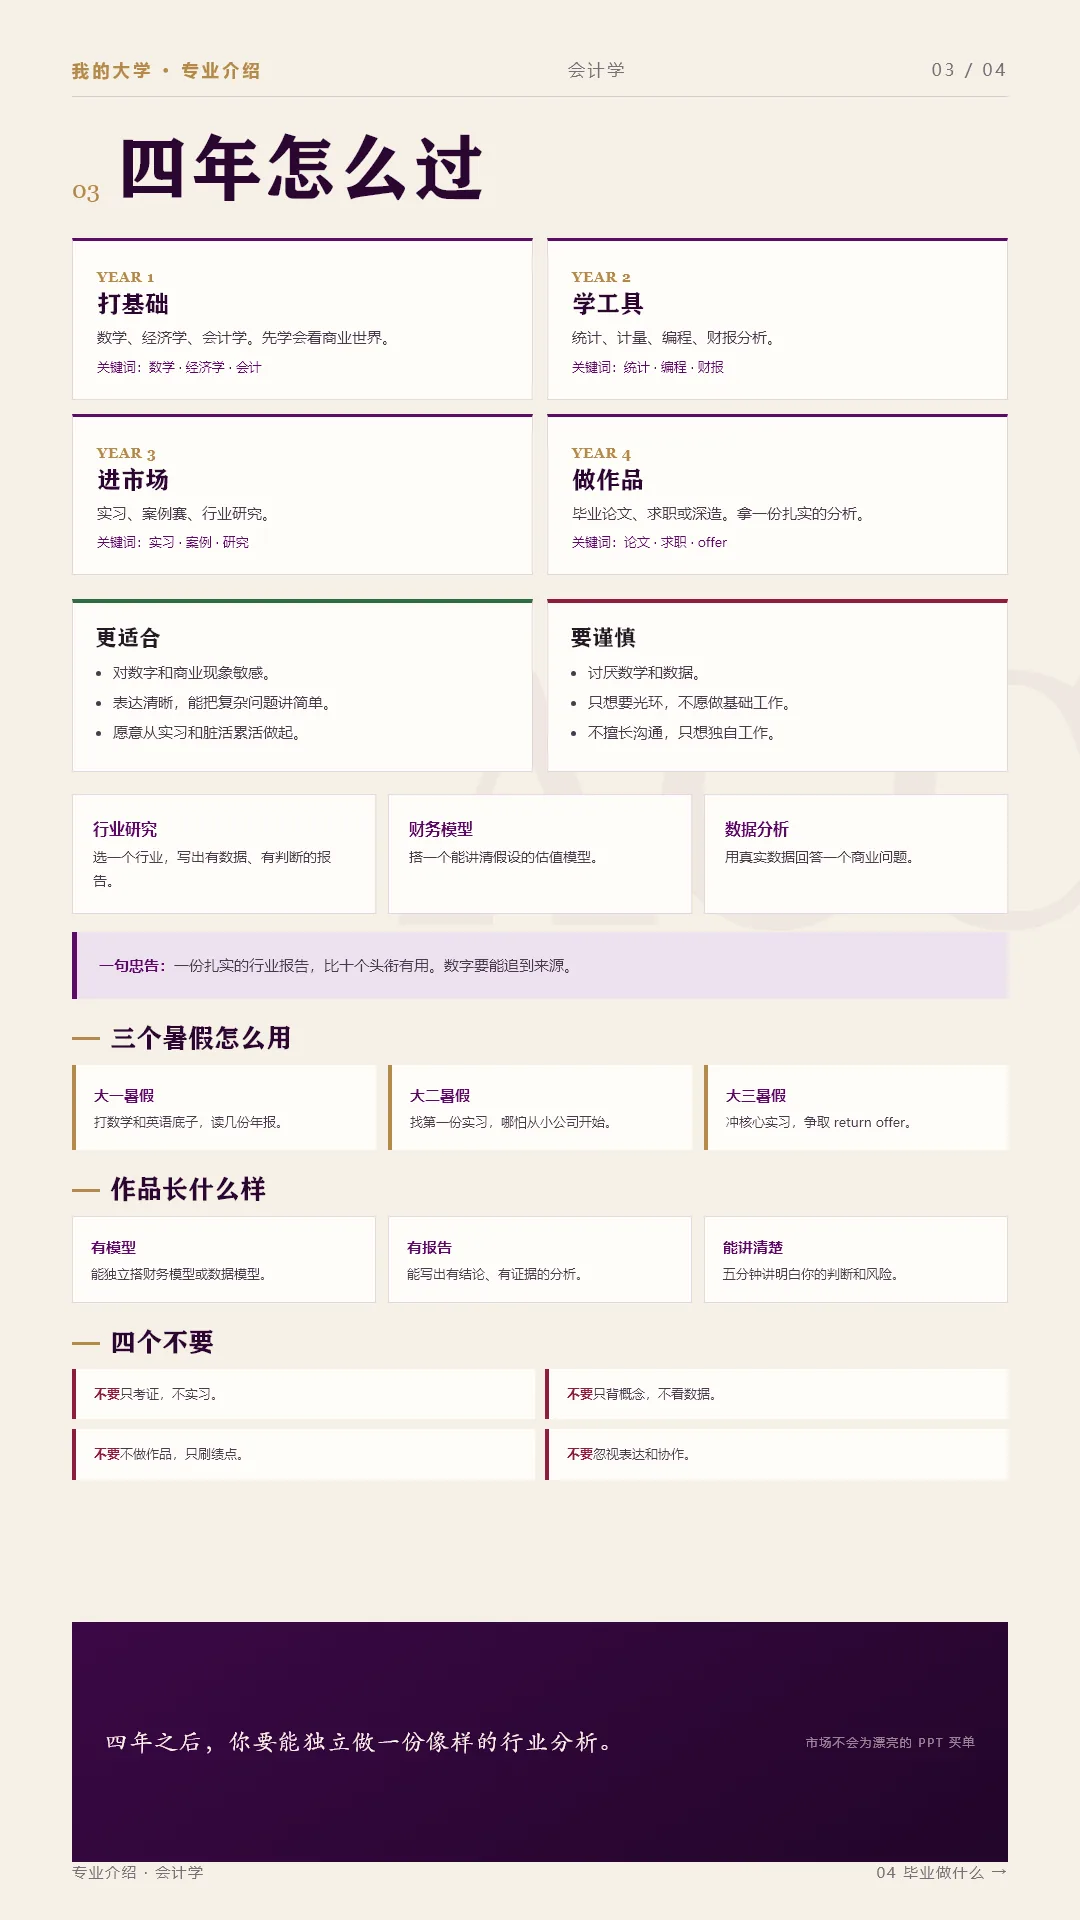 我的大学 · 专业介绍
会计学
03 / 04
03 四年怎么过
YEAR 1
打基础
数学、经济学、会计学。先学会看商业世界。
关键词：数学 · 经济学 · 会计
YEAR 2
学工具
统计、计量、编程、财报分析。
关键词：统计 · 编程 · 财报
YEAR 3
进市场
实习、案例赛、行业研究。
关键词：实习 · 案例 · 研究
YEAR 4
做作品
毕业论文、求职或深造。拿一份扎实的分析。
关键词：论文 · 求职 · offer
更适合
• 对数字和商业现象敏感。
• 表达清晰，能把复杂问题讲简单。
• 愿意从实习和脏活累活做起。
要谨慎
• 讨厌数学和数据。
• 只想要光环，不愿做基础工作。
• 不擅长沟通，只想独自工作。
行业研究
选一个行业，写出有数据、有判断的报
告。
财务模型
搭一个能讲清假设的估值模型。
数据分析
用真实数据回答一个商业问题。
一句忠告：一份扎实的行业报告，比十个头衔有用。数字要能追到来源。
三个暑假怎么用
大一暑假
打数学和英语底子，读几份年报。
大二暑假
找第一份实习，哪怕从小公司开始。
大三暑假
冲核心实习，争取 return offer。
作品长什么样
有模型
能独立搭财务模型或数据模型。
有报告
能写出有结论、有证据的分析。
能讲清楚
五分钟讲明白你的判断和风险。
四个不要
不要只考证，不实习。
不要只背概念，不看数据。
不要不做作品，只刷绩点。
不要忽视表达和协作。
四年之后，你要能独立做一份像样的行业分析。
市场不会为漂亮的 PPT 买单
专业介绍 · 会计学
04 毕业做什么 →